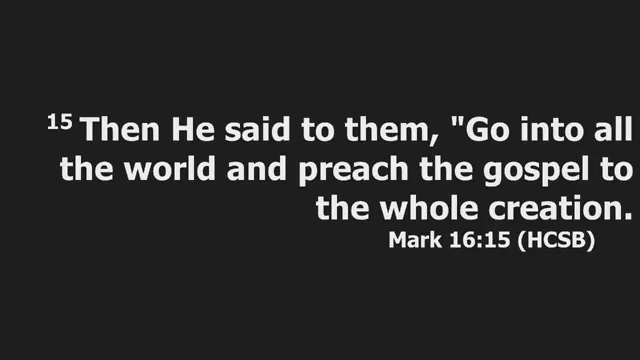 15 Then He said to them, "Go into all
the world and preach the gospel to
the whole creation.
Mark 16:15 (HCSB)